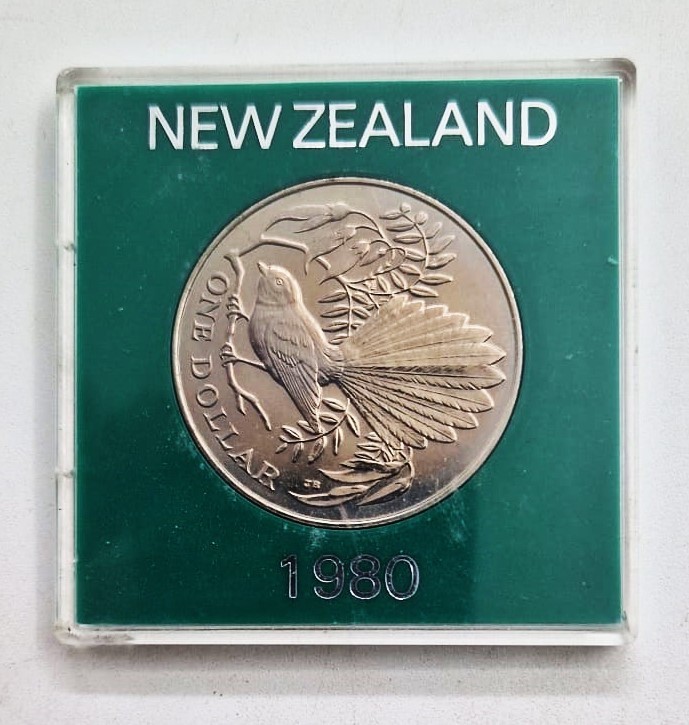 NEW ZEALAND
ONE DOLLAR
JB
1980